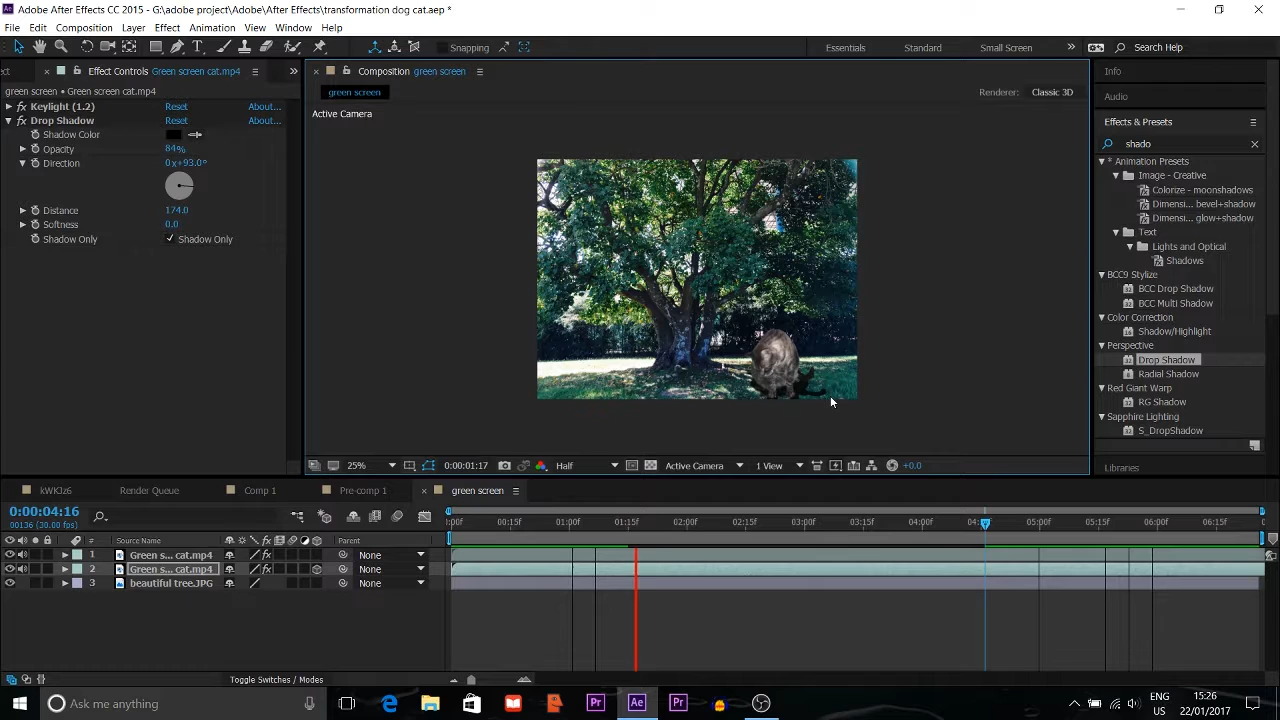 Adobe After Effects CC 2015 - G:\adobe project\Adobe\After Effects\transformation dog cat.aep *
File Edit Composition Layer Effect Animation View Window Help
Snapping
Essentials Standard Small Screen » Search Help
Effect Controls Green screen cat.mp4
green screen • Green screen cat.mp4
fx Keylight (1.2) Reset About...
fx Drop Shadow Reset About...
Shadow Color
Opacity 84%
Direction 0x+93.0°
Distance 174.0
Softness 0.0
Shadow Only Shadow Only
Composition green screen
green screen
Renderer: Classic 3D
Active Camera
25% 0:00:01:17 Half Active Camera 1 View +0.0
Info
Audio
Effects & Presets
shado
* Animation Presets
Image - Creative
Colorize - moonshadows
Dimensi... bevel+shadow
Dimensi... glow+shadow
Text
Lights and Optical
Shadows
BCC9 Stylize
BCC Drop Shadow
BCC Multi Shadow
Color Correction
Shadow/Highlight
Perspective
Drop Shadow
Radial Shadow
Red Giant Warp
RG Shadow
Sapphire Lighting
S_DropShadow
Libraries
Render Queue Comp 1 Pre-comp 1 green screen
0:00:04:16
00136 (30.00 fps)
:00f 00:15f 01:00f 01:15f 02:00f 02:15f 03:00f 03:15f 04:00f 05:00f 05:15f 06:00f 06:15f
# Source Name Parent
1 Green s... cat.mp4 None
2 Green s... cat.mp4 None
3 beautiful tree.JPG None
Toggle Switches / Modes
Ask me anything
ENG
US
15:26
22/01/2017